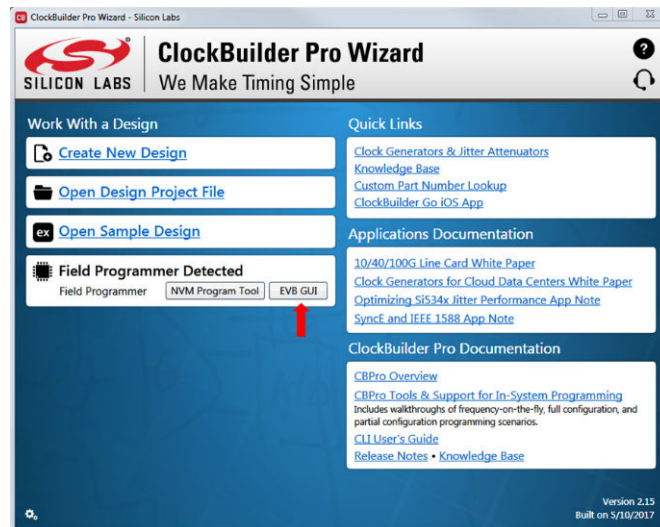 CB ClockBuilder Pro Wizard - Silicon Labs
SILICON LABS
ClockBuilder Pro Wizard
We Make Timing Simple
?
Work With a Design
Create New Design
Open Design Project File
ex Open Sample Design
Field Programmer Detected
Field Programmer NVM Program Tool EVB GUI
Quick Links
Clock Generators & Jitter Attenuators
Knowledge Base
Custom Part Number Lookup
ClockBuilder Go iOS App
Applications Documentation
10/40/100G Line Card White Paper
Clock Generators for Cloud Data Centers White Paper
Optimizing Si534x Jitter Performance App Note
SyncE and IEEE 1588 App Note
ClockBuilder Pro Documentation
CBPro Overview
CBPro Tools & Support for In-System Programming
Includes walkthroughs of frequency-on-the-fly, full configuration, and
partial configuration programming scenarios.
CLI User's Guide
Release Notes • Knowledge Base
Version 2.15
Built on 5/10/2017